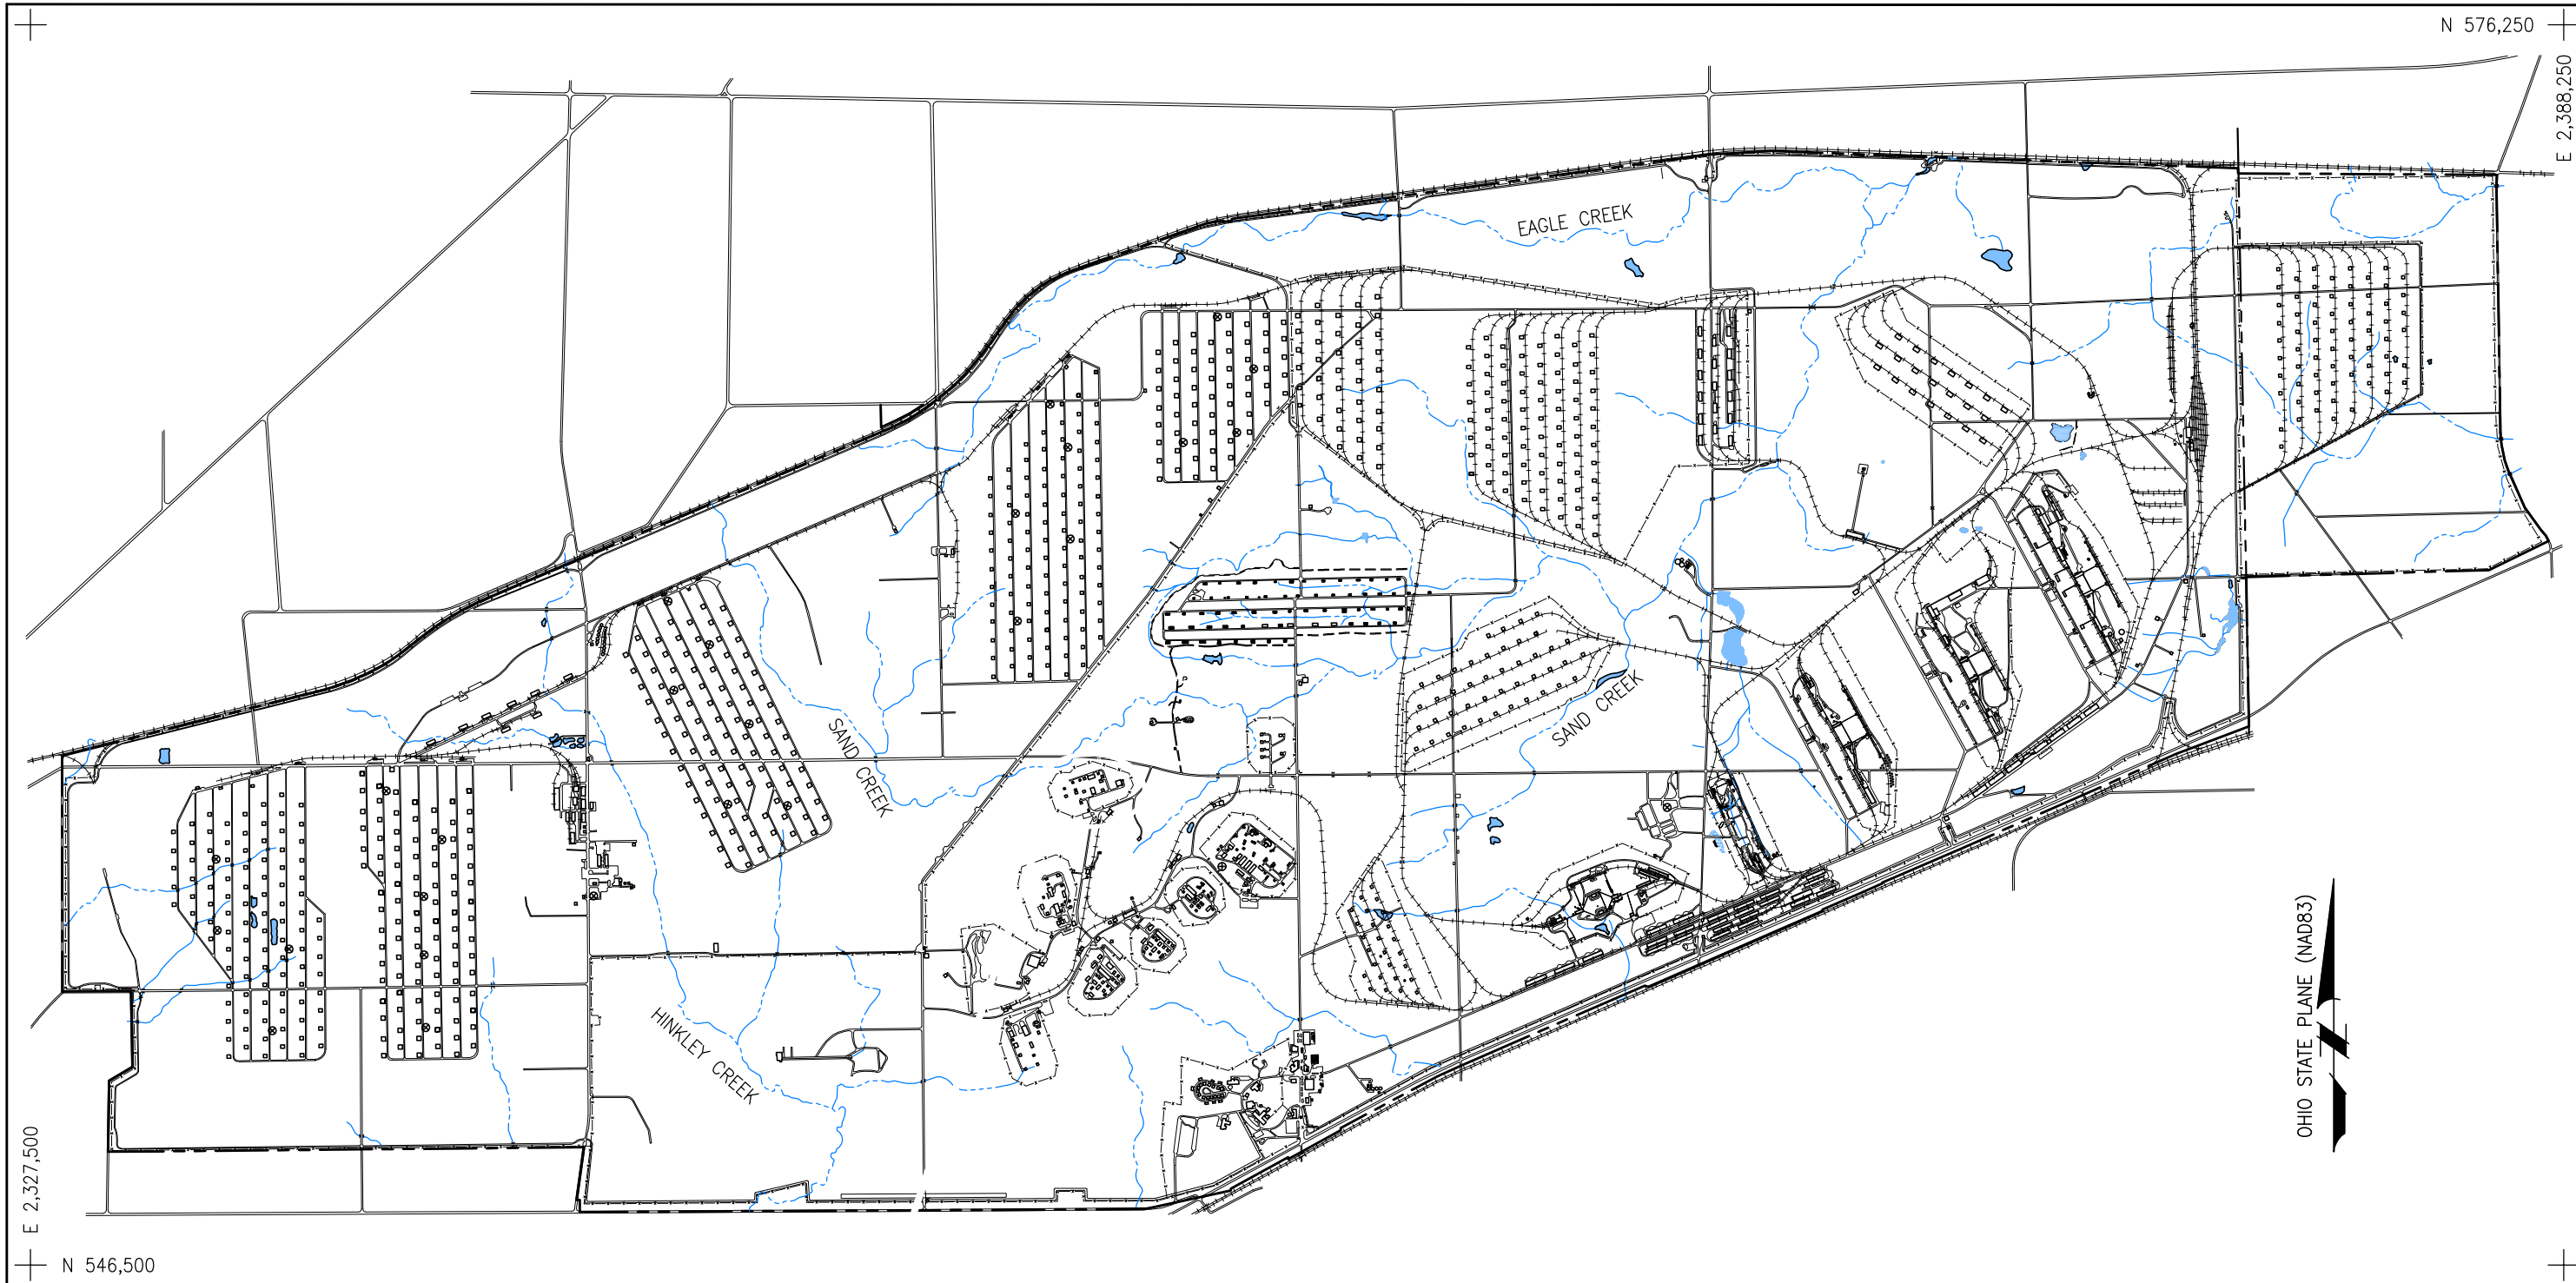 N 576,250
E 2,388,250
EAGLE CREEK
SAND CREEK
SAND CREEK
HINKLEY CREEK
OHIO STATE PLANE (NAD83)
E 2,327,500
N 546,500